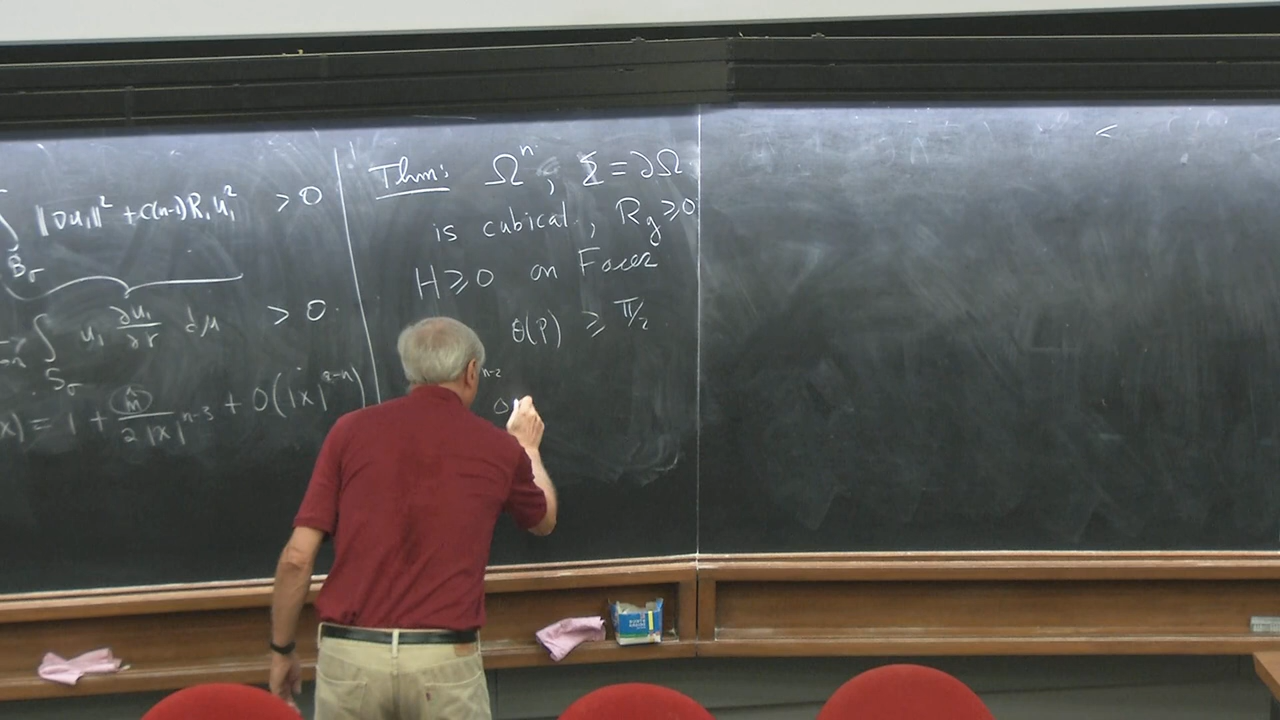 ∫ ‖∇u₁‖² + c(n-1)R₁u₁² > 0
B_σ
∫ u₁ ∂u₁/∂r dμ > 0.
S_σ
x) = 1 + m̂/2|x|^{n-3} + O(|x|^{2-n})
Thm: Ωⁿ, Σ = ∂Ω
is cubical, R_g ≥ 0
H ≥ 0 on Faces
θ(P) ≥ π/2
n-2
<